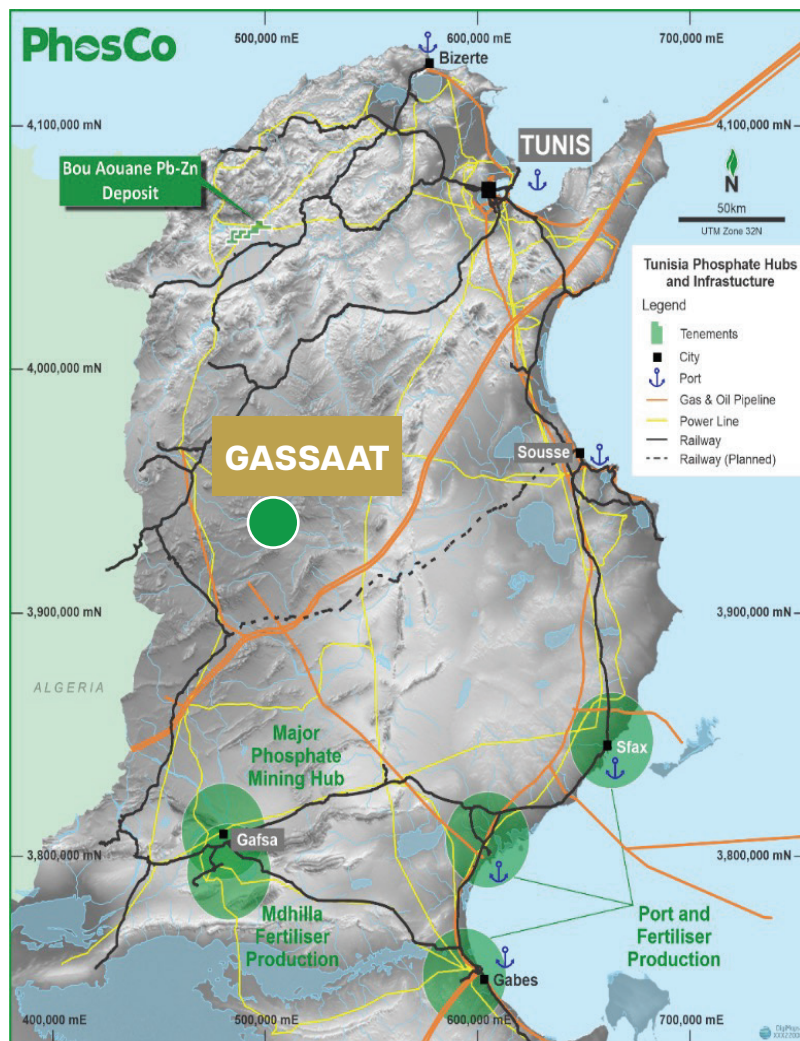 PhosCo
500,000 mE
600,000 mE
700,000 mE
Bizerte
4,100,000 mN
4,100,000 mN
TUNIS
Bou Aouane Pb-Zn
Deposit
N
50km
UTM Zone 32N
Tunisia Phosphate Hubs
and Infrastucture
Legend
Tenements
City
Port
Gas & Oil Pipeline
Power Line
Railway
Railway (Planned)
4,000,000 mN
GASSAAT
Sousse
3,900,000 mN
3,900,000 mN
ALGERIA
Major
Phosphate
Mining Hub
Sfax
Gafsa
3,800,000 mN
3,800,000 mN
Mdhilla
Fertiliser
Production
Port and
Fertiliser
Production
Gabes
400,000 mE
500,000 mE
600,000 mE
700,000 mE